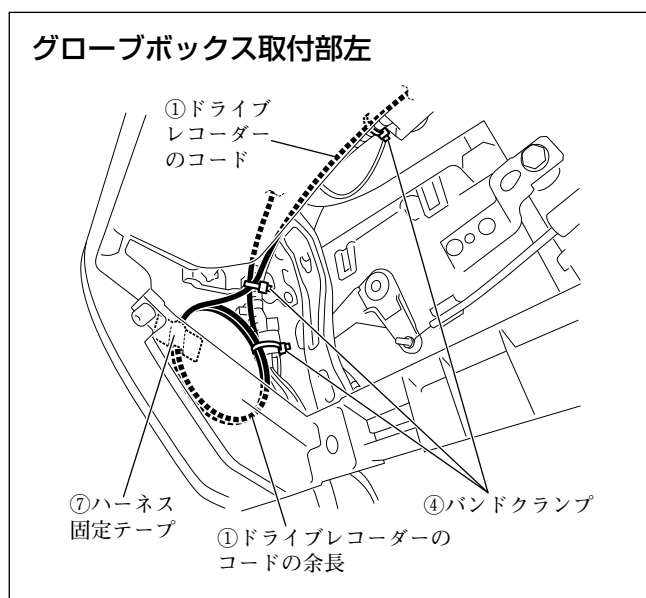 グローブボックス取付部左
①ドライブ
レコーダー
のコード
⑦ハーネス
固定テープ
①ドライブレコーダーの
コードの余長
④バンドクランプ